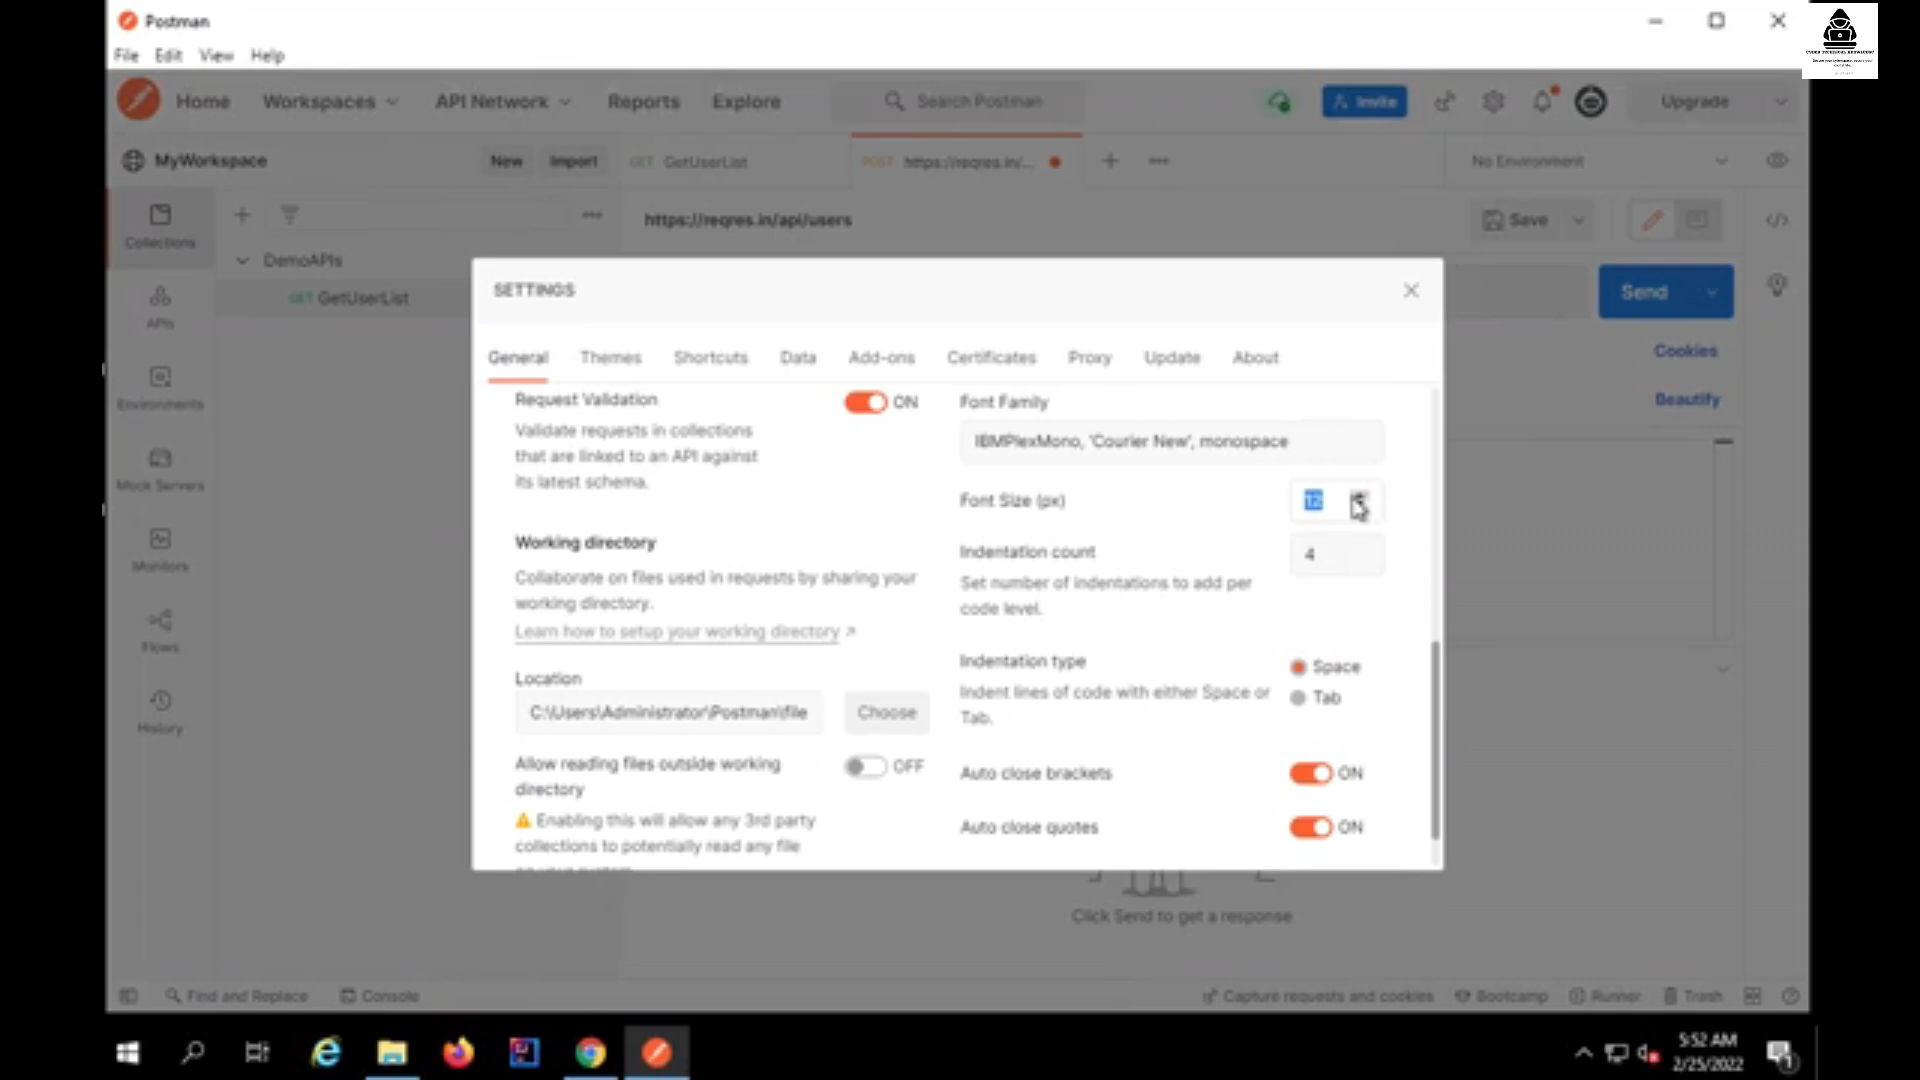 Postman
File Edit View Help
Home Workspaces API Network Reports Explore Search Postman Invite Upgrade
MyWorkspace New Import GET GetUserList POST https://reqres.in/... No Environment
Collections
APIs
Environments
Mock Servers
Monitors
Flows
History
DemoAPIs
GET GetUserList
https://reqres.in/api/users
Save
Send
Cookies
Beautify
SETTINGS
General Themes Shortcuts Data Add-ons Certificates Proxy Update About
Request Validation ON
Validate requests in collections
that are linked to an API against
its latest schema.
Working directory
Collaborate on files used in requests by sharing your
working directory.
Learn how to setup your working directory
Location
C:\Users\Administrator\Postman\file Choose
Allow reading files outside working OFF
directory
Enabling this will allow any 3rd party
collections to potentially read any file
Font Family
IBMPlexMono, 'Courier New', monospace
Font Size (px) 12
Indentation count 4
Set number of indentations to add per
code level.
Indentation type Space
Indent lines of code with either Space or Tab
Tab.
Auto close brackets ON
Auto close quotes ON
Click Send to get a response
Find and Replace Console Capture requests and cookies Bootcamp Runner Trash
5:52 AM
2/25/2022